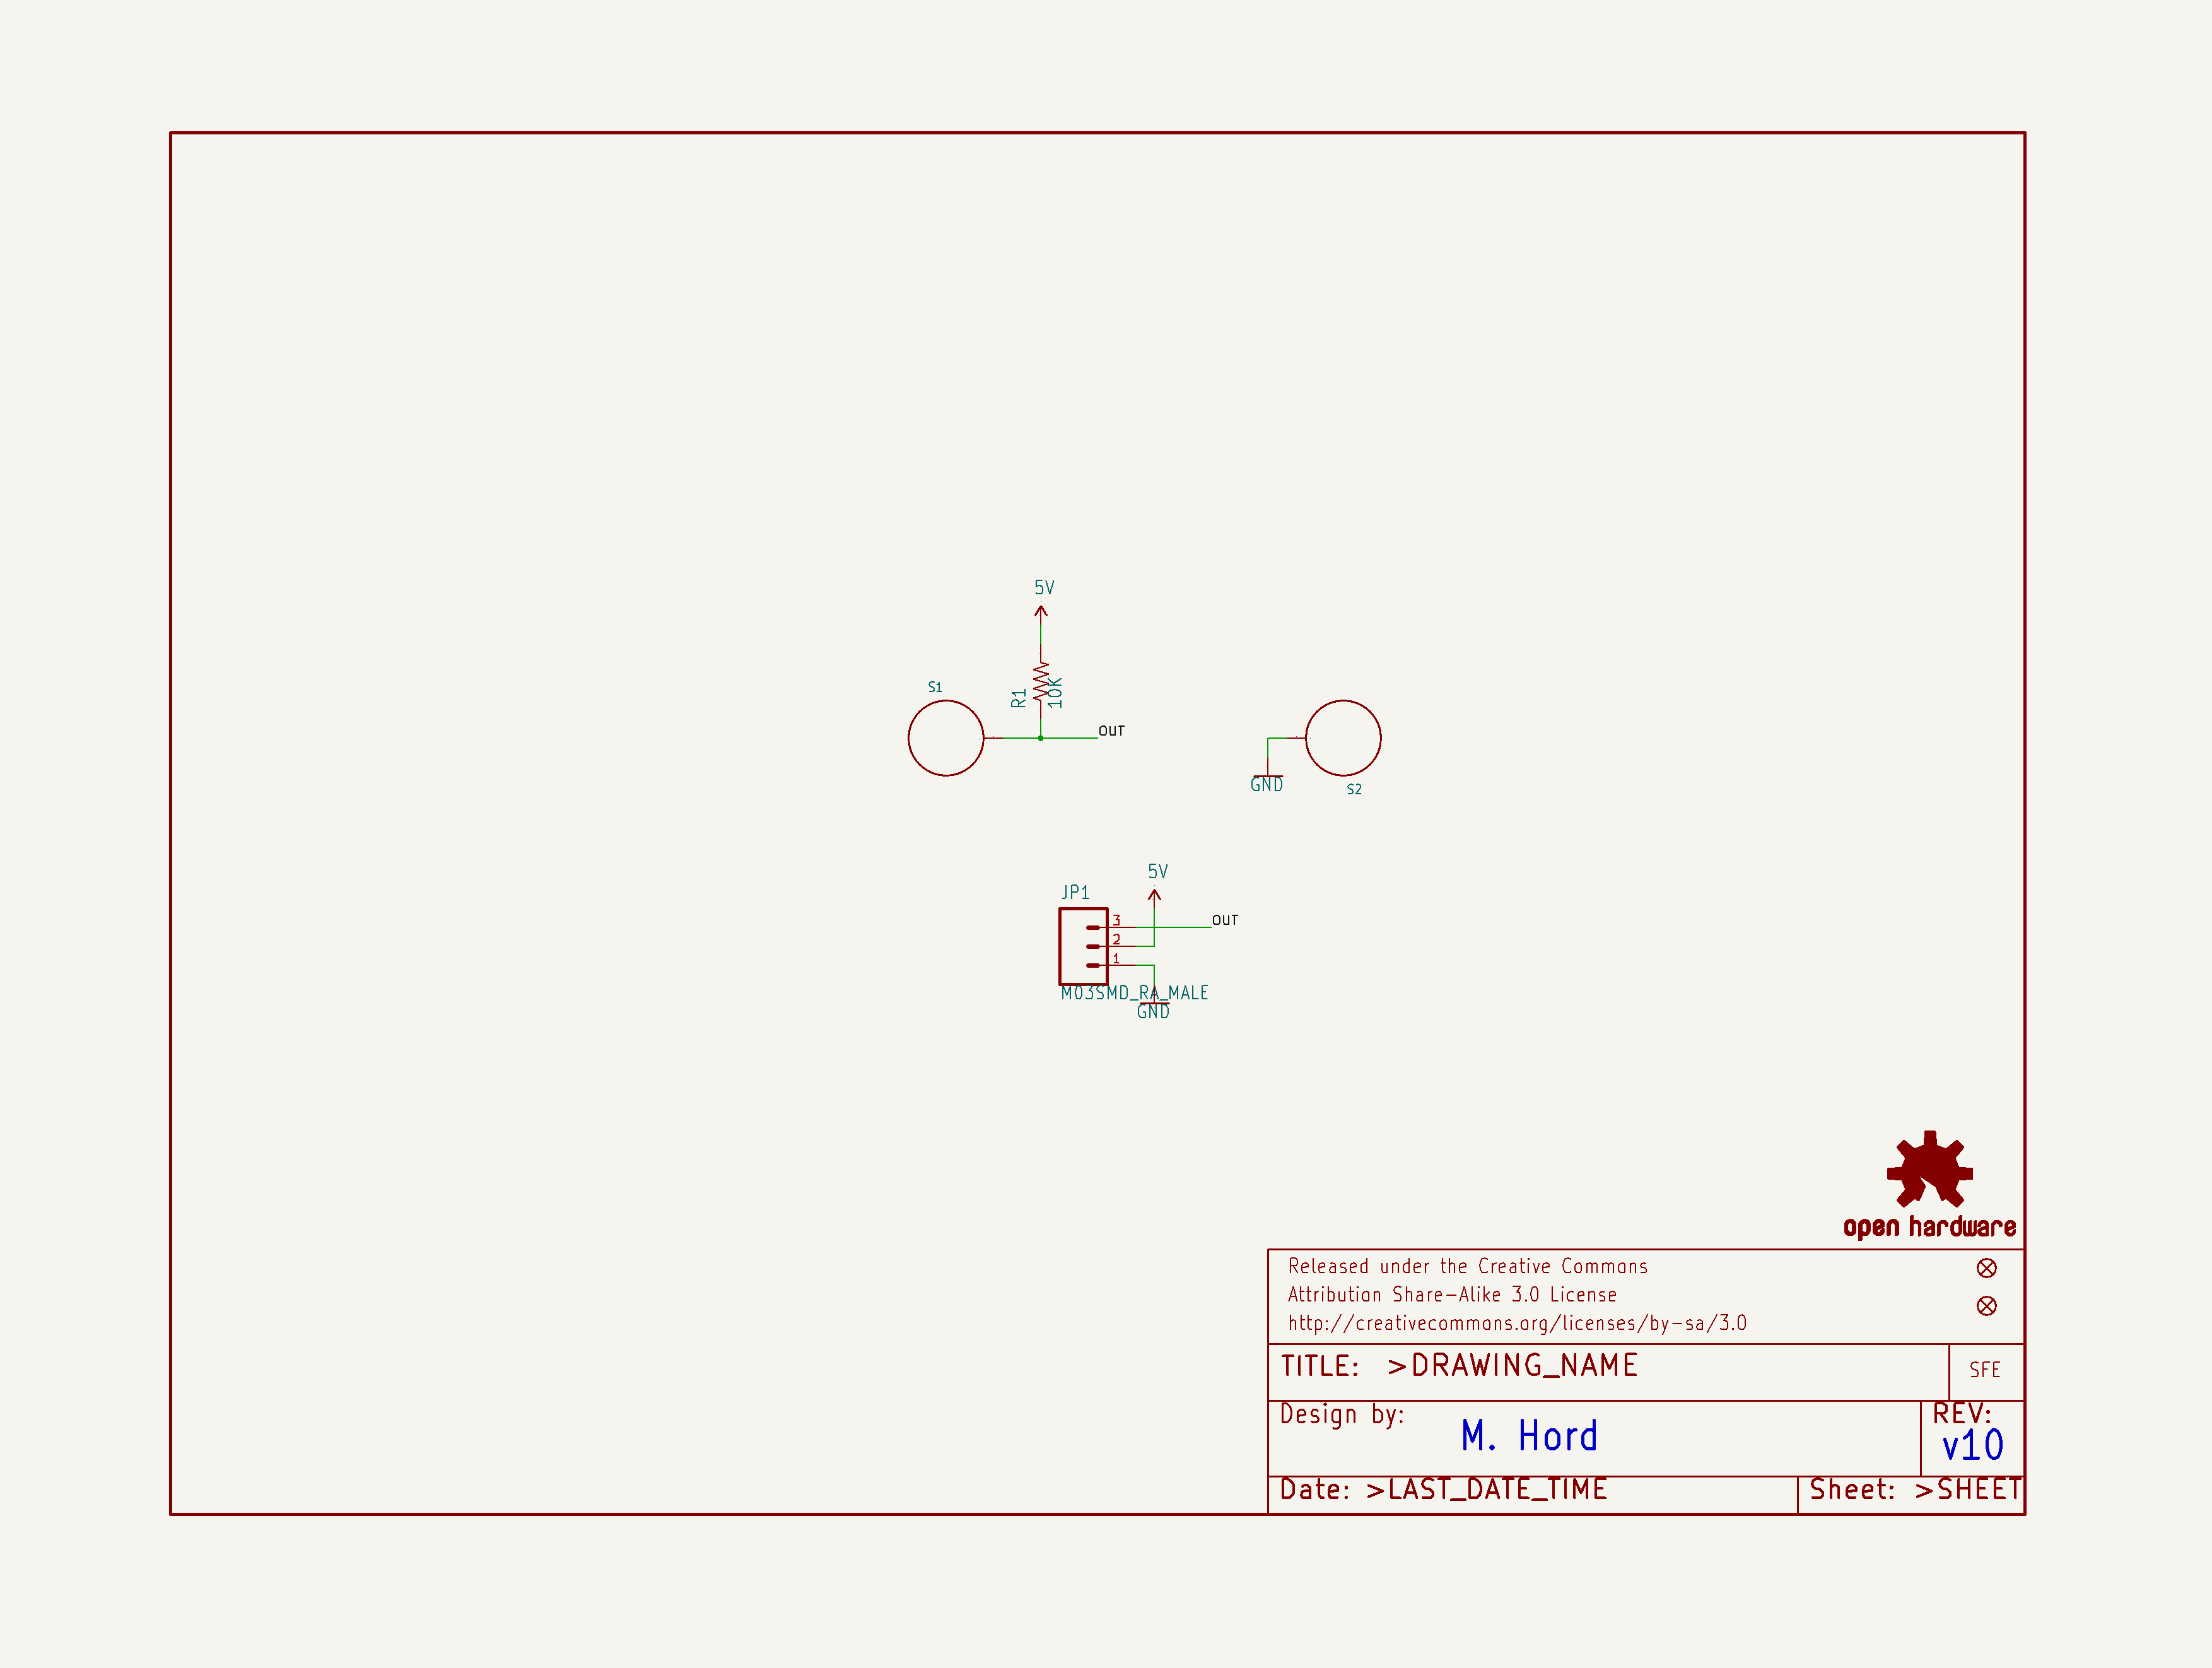 5V
S1
R1
10K
OUT
GND
S2
5V
JP1
3
OUT
2
1
M03SMD_RA_MALE
GND
open hardware
Released under the Creative Commons
Attribution Share-Alike 3.0 License
http://creativecommons.org/licenses/by-sa/3.0
TITLE: >DRAWING_NAME
SFE
Design by:
M. Hord
REV:
v10
Date: >LAST_DATE_TIME
Sheet: >SHEET